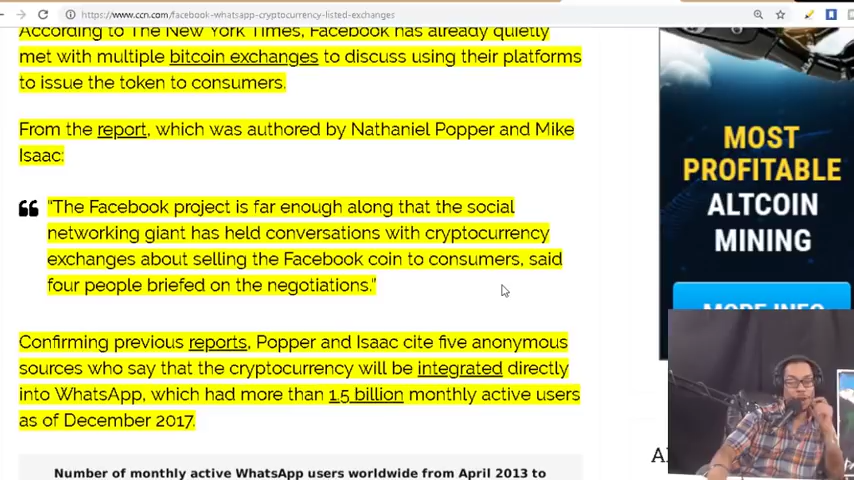 https://www.ccn.com/facebook-whatsapp-cryptocurrency-listed-exchanges
According to The New York Times, Facebook has already quietly
met with multiple bitcoin exchanges to discuss using their platforms
to issue the token to consumers.
From the report, which was authored by Nathaniel Popper and Mike
Isaac:
“The Facebook project is far enough along that the social
networking giant has held conversations with cryptocurrency
exchanges about selling the Facebook coin to consumers, said
four people briefed on the negotiations.”
Confirming previous reports, Popper and Isaac cite five anonymous
sources who say that the cryptocurrency will be integrated directly
into WhatsApp, which had more than 1.5 billion monthly active users
as of December 2017.
Number of monthly active WhatsApp users worldwide from April 2013 to
MOST
PROFITABLE
ALTCOIN
MINING
MORE INFO